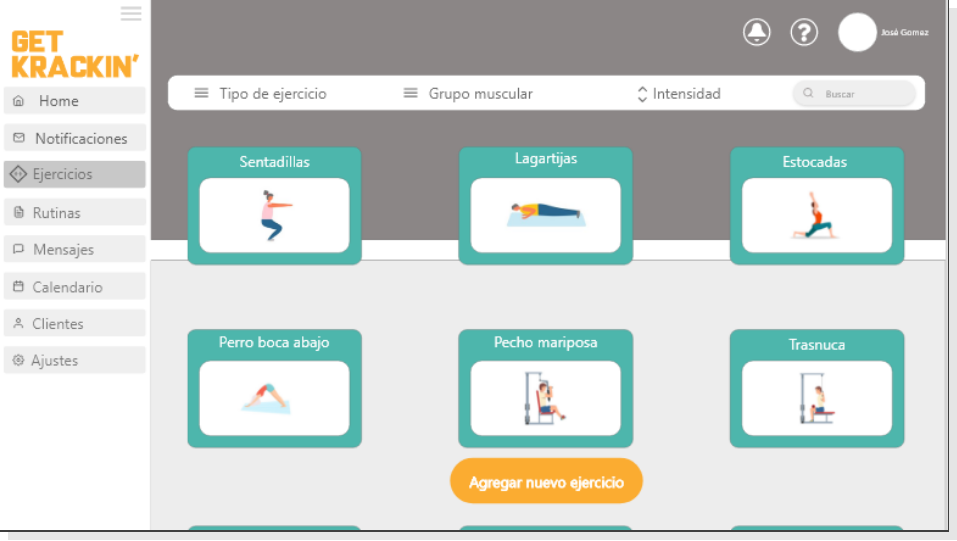 GET
KRACKIN'
Home
Notificaciones
Ejercicios
Rutinas
Mensajes
Calendario
Clientes
Ajustes
José Gomez
Tipo de ejercicio
Grupo muscular
Intensidad
Buscar
Sentadillas
Lagartijas
Estocadas
Perro boca abajo
Pecho mariposa
Trasnuca
Agregar nuevo ejercicio